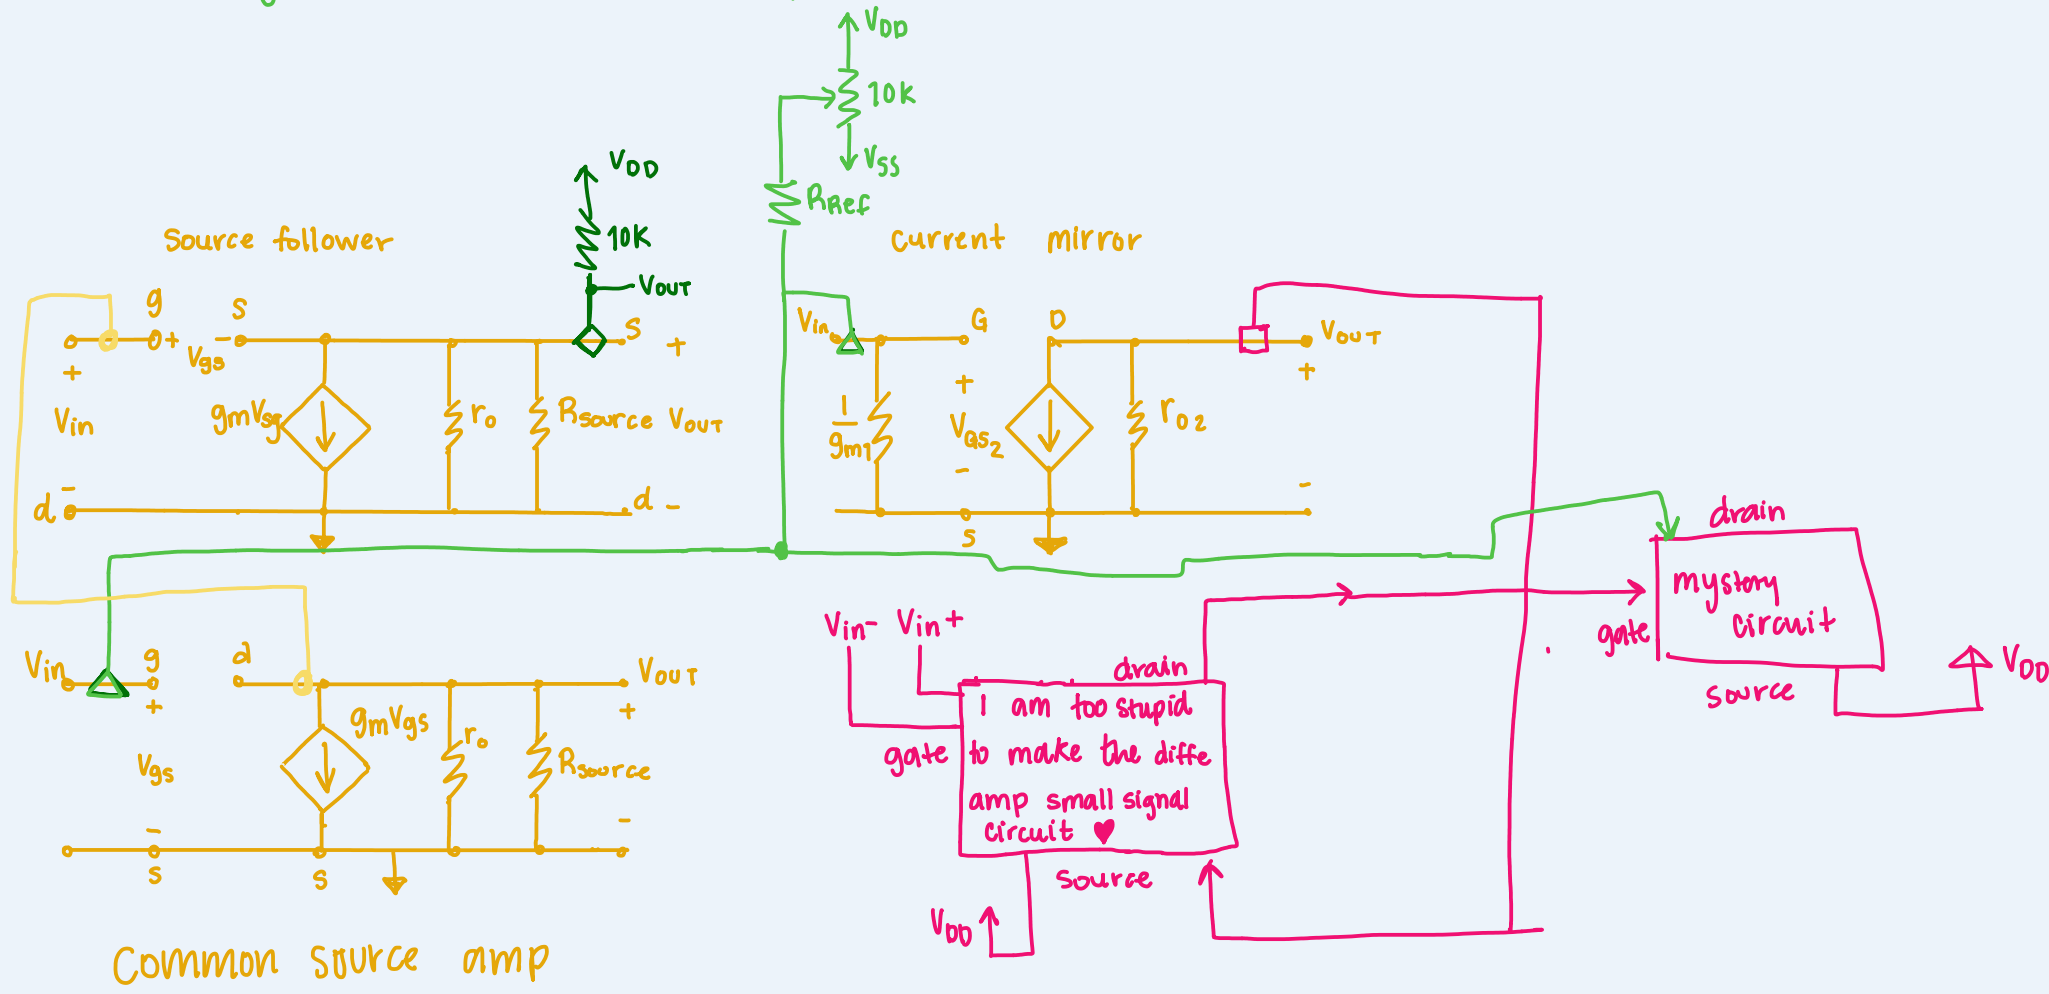 VDD
10K
VSS
RRef
VDD
10K
VOUT
Source follower
g
S
+
-
Vgs
+
Vin
-
d
gmVsg
ro
Rsource
VOUT
S
+
d
-
Current mirror
Vin
G
D
VOUT
+
+
1
gm1
VGS2
-
ro2
-
S
Vin
g
d
VOUT
+
+
gmVgs
Vgs
ro
Rsource
-
-
S
S
Common Source amp
Vin-
Vin+
drain
I am too stupid
gate
to make the diffe
amp small signal
circuit ♥
source
VDD
drain
mystory
circuit
gate
source
VDD